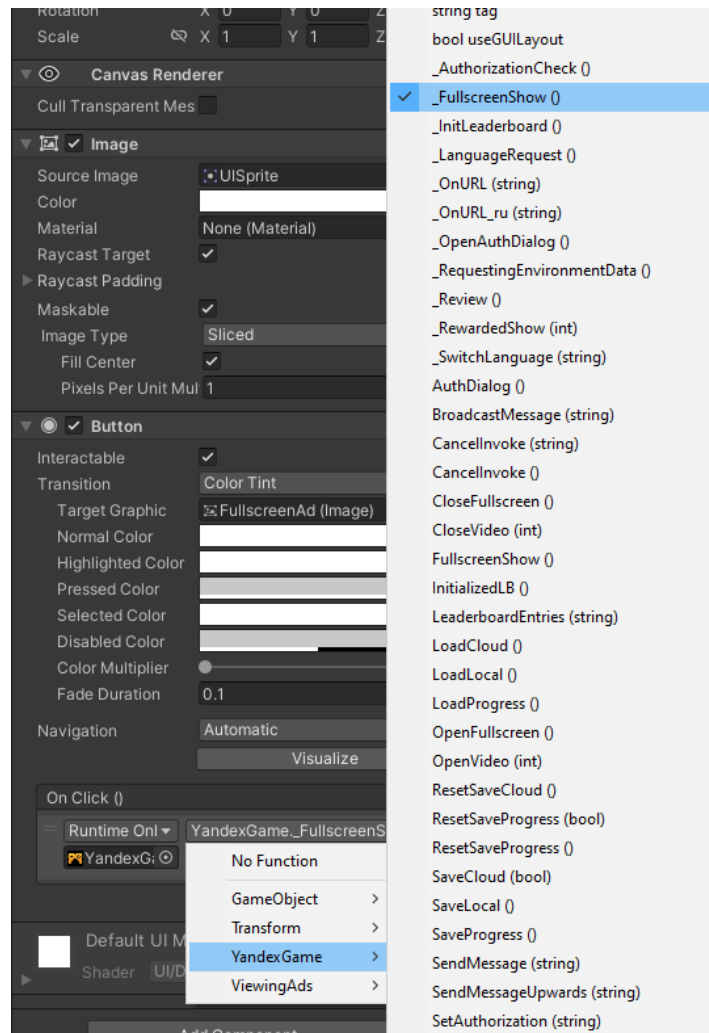 Rotation X 0 Y 0 Z
Scale X 1 Y 1 Z
Canvas Renderer
Cull Transparent Mes
Image
Source Image UISprite
Color
Material None (Material)
Raycast Target
Raycast Padding
Maskable
Image Type Sliced
Fill Center
Pixels Per Unit Mul 1
Button
Interactable
Transition Color Tint
Target Graphic FullscreenAd (Image)
Normal Color
Highlighted Color
Pressed Color
Selected Color
Disabled Color
Color Multiplier
Fade Duration 0.1
Navigation Automatic
Visualize
On Click ()
Runtime Onl YandexGame._FullscreenS
YandexG
No Function
GameObject
Transform
YandexGame
ViewingAds
Default UI M
Shader UI/D
Add Component
string tag
bool useGUILayout
_AuthorizationCheck ()
_FullscreenShow ()
_InitLeaderboard ()
_LanguageRequest ()
_OnURL (string)
_OnURL_ru (string)
_OpenAuthDialog ()
_RequestingEnvironmentData ()
_Review ()
_RewardedShow (int)
_SwitchLanguage (string)
AuthDialog ()
BroadcastMessage (string)
CancelInvoke (string)
CancelInvoke ()
CloseFullscreen ()
CloseVideo (int)
FullscreenShow ()
InitializedLB ()
LeaderboardEntries (string)
LoadCloud ()
LoadLocal ()
LoadProgress ()
OpenFullscreen ()
OpenVideo (int)
ResetSaveCloud ()
ResetSaveProgress (bool)
ResetSaveProgress ()
SaveCloud (bool)
SaveLocal ()
SaveProgress ()
SendMessage (string)
SendMessageUpwards (string)
SetAuthorization (string)